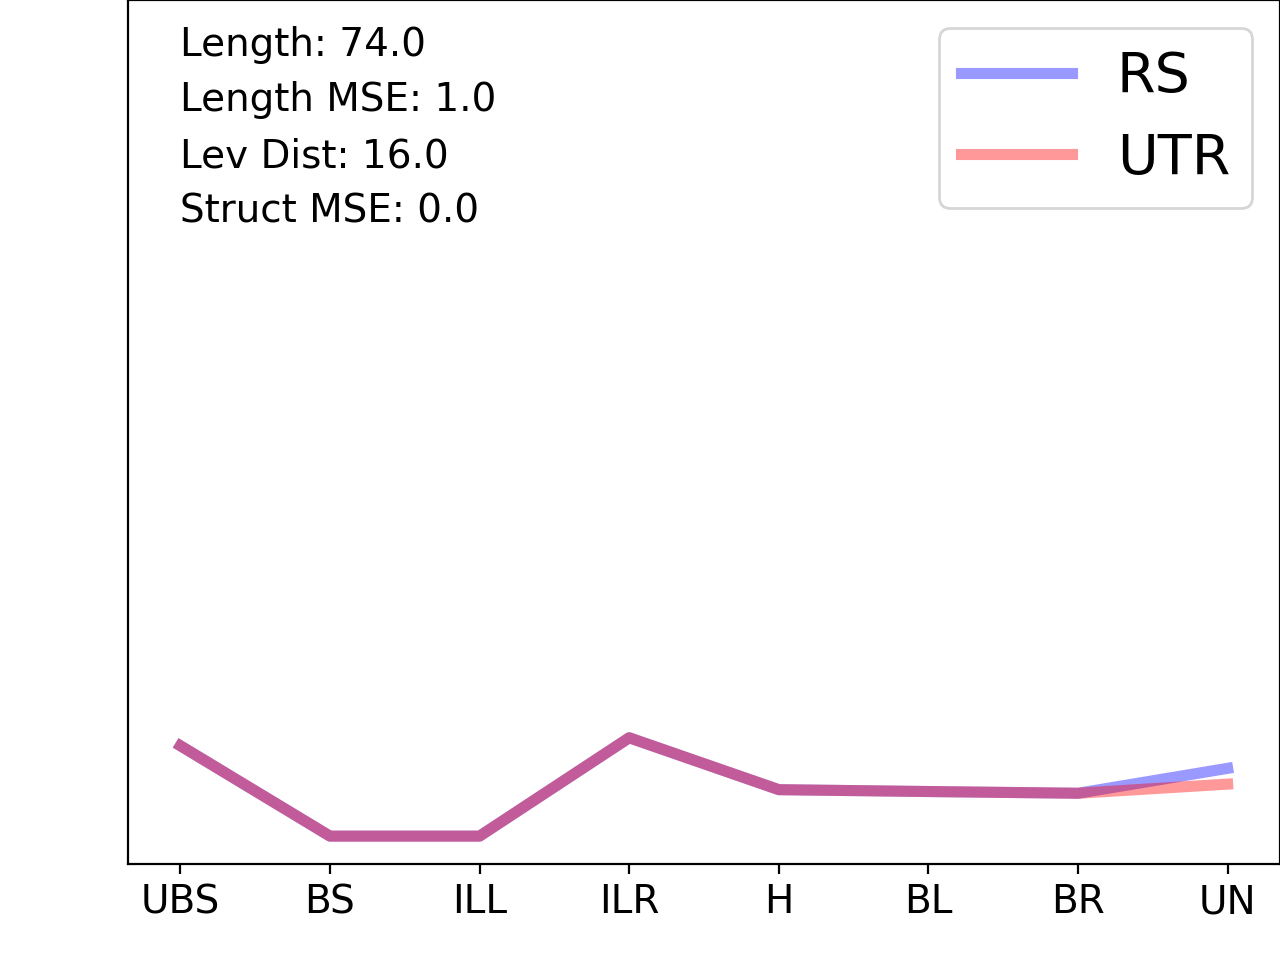 Length: 74.0
Length MSE: 1.0
Lev Dist: 16.0
Struct MSE: 0.0
RS
UTR
UBS BS ILL ILR H BL BR UN